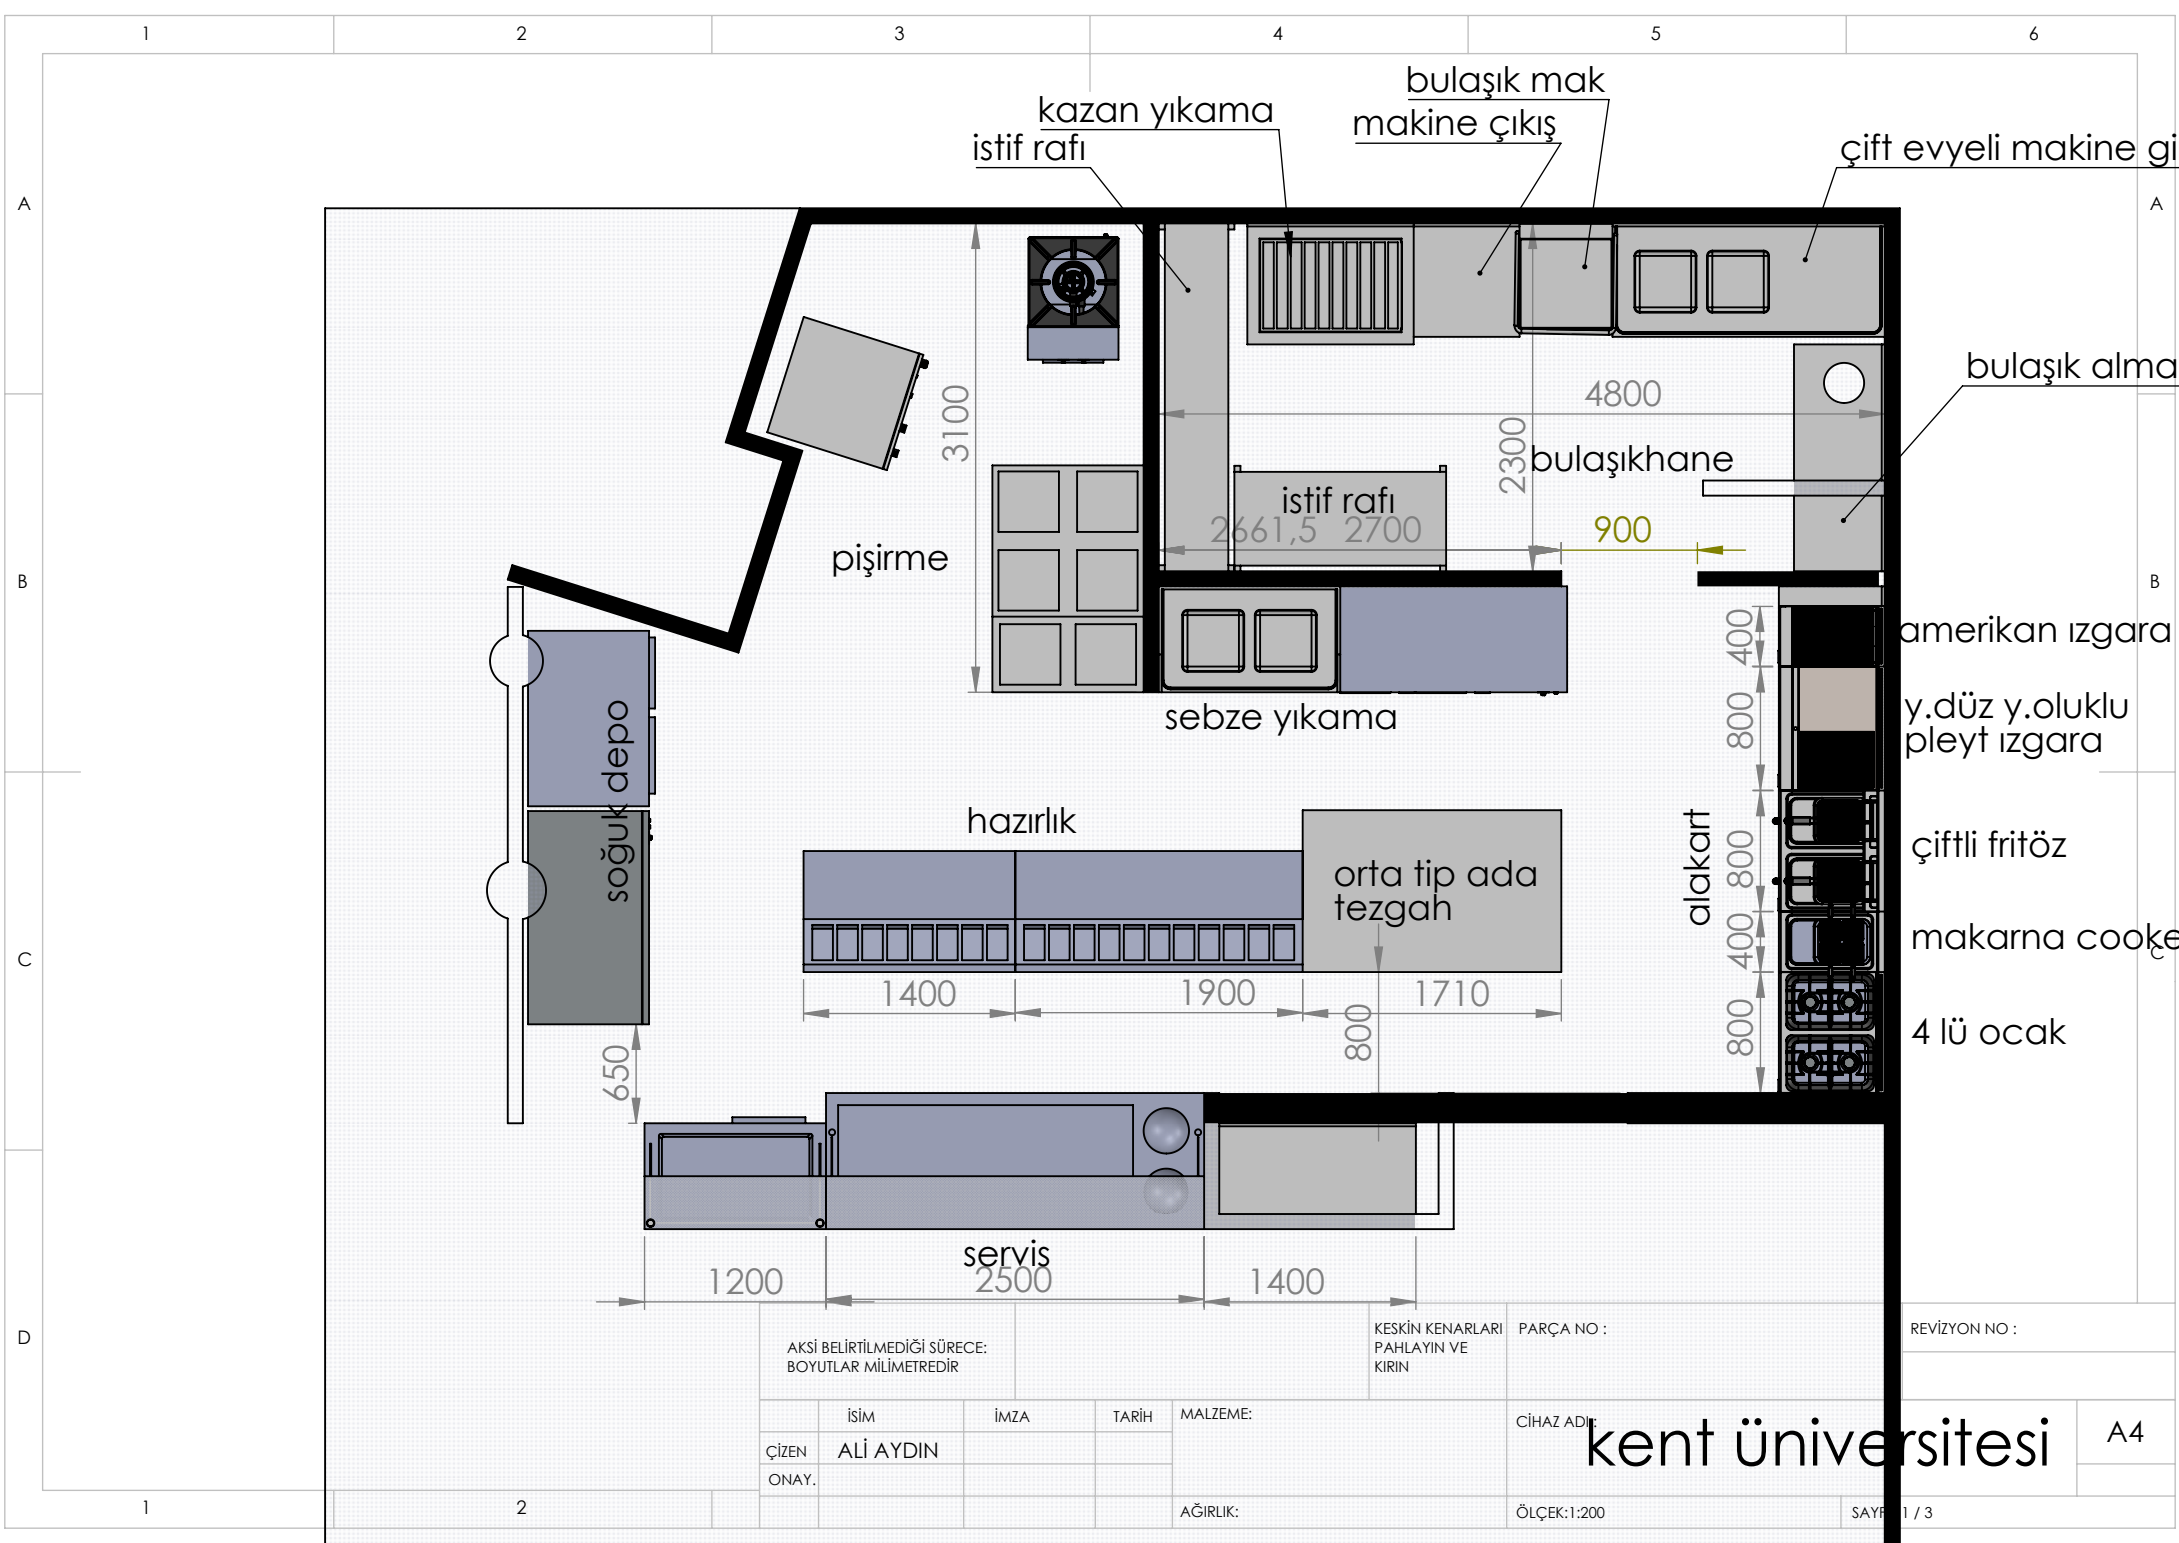 1 2 3 4 5 6
bulaşık mak
kazan yıkama
makine çıkış
istif rafı
çift evyeli makine gi
A A
bulaşık alma
4800
3100
2300
bulaşıkhane
istif rafı
2661,5 2700
900
pişirme
B B
amerikan ızgara
400
sebze yıkama
y.düz y.oluklu
pleyt ızgara
800
soğuk depo
hazırlık
alakart
çiftli fritöz
800
orta tip ada
tezgah
makarna cooke
400
C C
1400
1900
1710
800
4 lü ocak
800
650
servis
1200
2500
1400
D
AKSİ BELİRTİLMEDİĞİ SÜRECE:
BOYUTLAR MİLİMETREDİR
KESKİN KENARLARI
PAHLAYIN VE
KIRIN
PARÇA NO :
REVİZYON NO :
İSİM İMZA TARİH
MALZEME:
CİHAZ ADI :
kent üniversitesi
A4
ÇİZEN ALİ AYDIN
ONAY.
AĞIRLIK:
ÖLÇEK:1:200
1 / 3
1 2